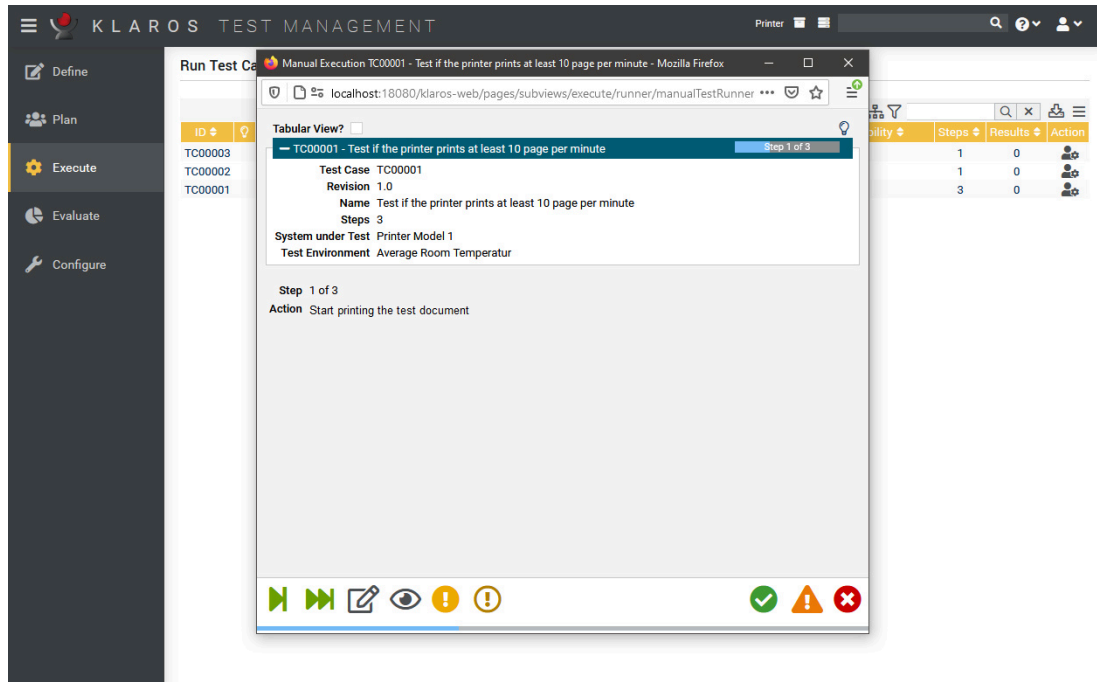 KLAROS TEST MANAGEMENT
Printer
Define
Plan
Execute
Evaluate
Configure
Run Test Ca
Manual Execution TC00001 - Test if the printer prints at least 10 page per minute - Mozilla Firefox
localhost:18080/klaros-web/pages/subviews/execute/runner/manualTestRunner
Tabular View?
TC00001 - Test if the printer prints at least 10 page per minute Step 1 of 3
Test Case TC00001
Revision 1.0
Name Test if the printer prints at least 10 page per minute
Steps 3
System under Test Printer Model 1
Test Environment Average Room Temperatur
Step 1 of 3
Action Start printing the test document
ID bility Steps Results Action
TC00003 1 0
TC00002 1 0
TC00001 3 0